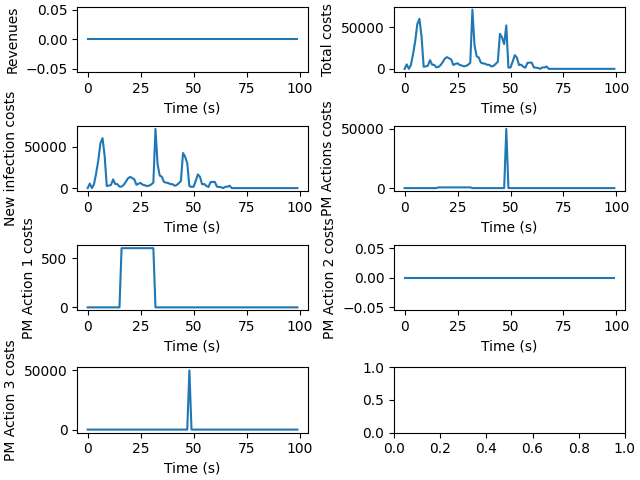 Revenues
0.05
0.00
−0.05
0 25 50 75 100
Time (s)
Total costs
50000
0
0 25 50 75 100
Time (s)
New infection costs
50000
0
0 25 50 75 100
Time (s)
PM Actions costs
50000
0
0 25 50 75 100
Time (s)
PM Action 1 costs
500
0
0 25 50 75 100
Time (s)
PM Action 2 costs
0.05
0.00
−0.05
0 25 50 75 100
Time (s)
PM Action 3 costs
50000
0
0 25 50 75 100
Time (s)
1.0
0.5
0.0
0.0 0.2 0.4 0.6 0.8 1.0